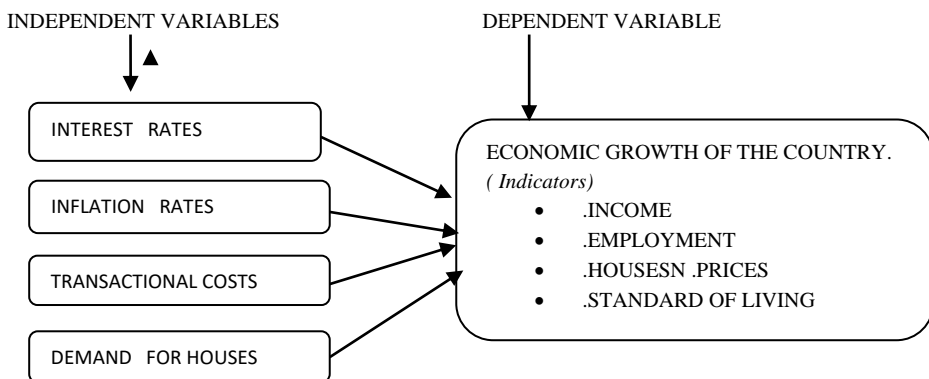 INDEPENDENT VARIABLES
DEPENDENT VARIABLE
INTEREST RATES
INFLATION RATES
TRANSACTIONAL COSTS
DEMAND FOR HOUSES
ECONOMIC GROWTH OF THE COUNTRY.
( Indicators)
• .INCOME
• .EMPLOYMENT
• .HOUSESN .PRICES
• .STANDARD OF LIVING